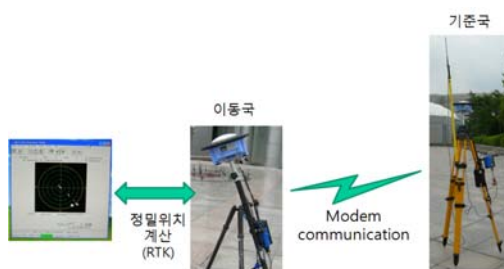 기준국
이동국
정밀위치
계산
(RTK)
Modem
communication